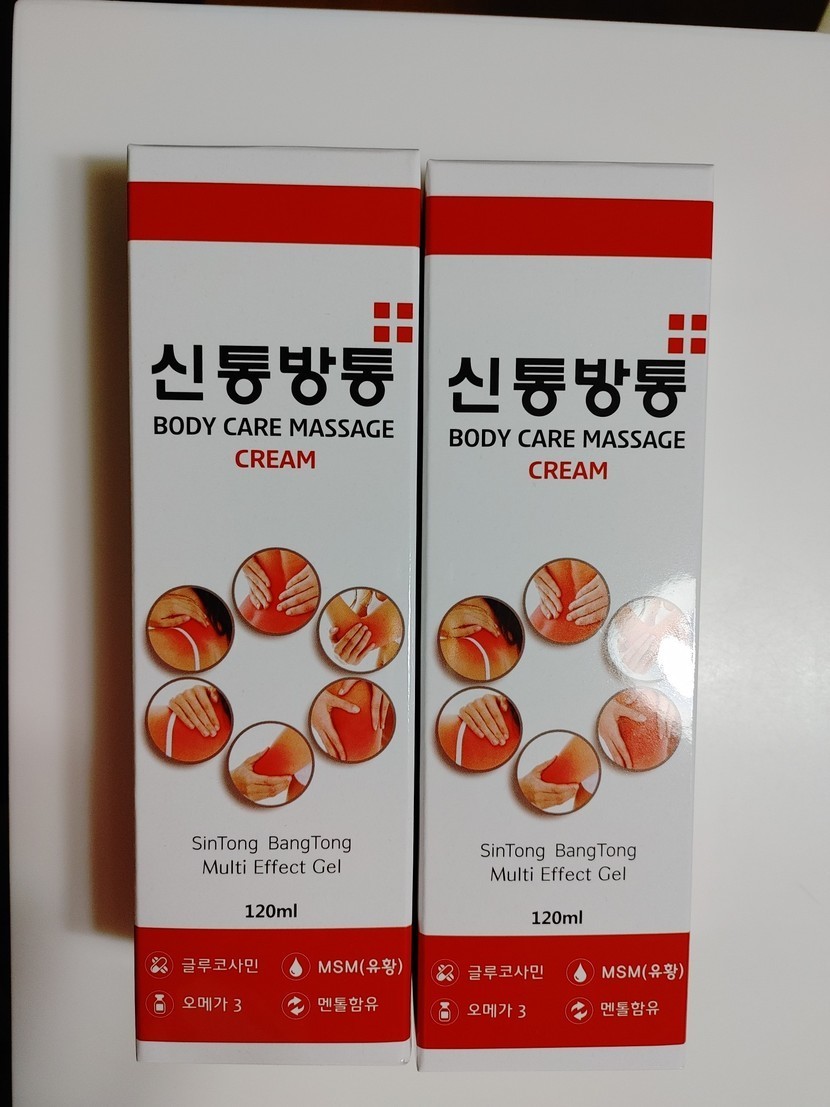 신통방통
BODY CARE MASSAGE
CREAM
SinTong BangTong
Multi Effect Gel
120ml
글루코사민 MSM(유황)
오메가 3 멘톨함유
신통방통
BODY CARE MASSAGE
CREAM
SinTong BangTong
Multi Effect Gel
120ml
글루코사민 MSM(유황)
오메가 3 멘톨함유